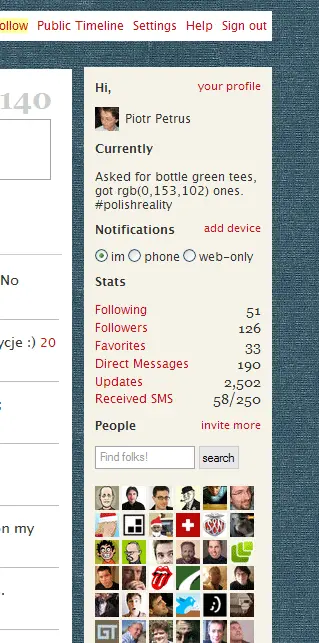 ollow Public Timeline Settings Help Sign out
140
Hi, your profile
Piotr Petrus
Currently
Asked for bottle green tees,
got rgb(0,153,102) ones.
#polishreality
Notifications add device
im phone web-only
Stats
Following 51
No
Followers 126
Favorites 33
ycje :) 20
Direct Messages 190
Updates 2,502
Received SMS 58/250
People invite more
Find folks! search
on my